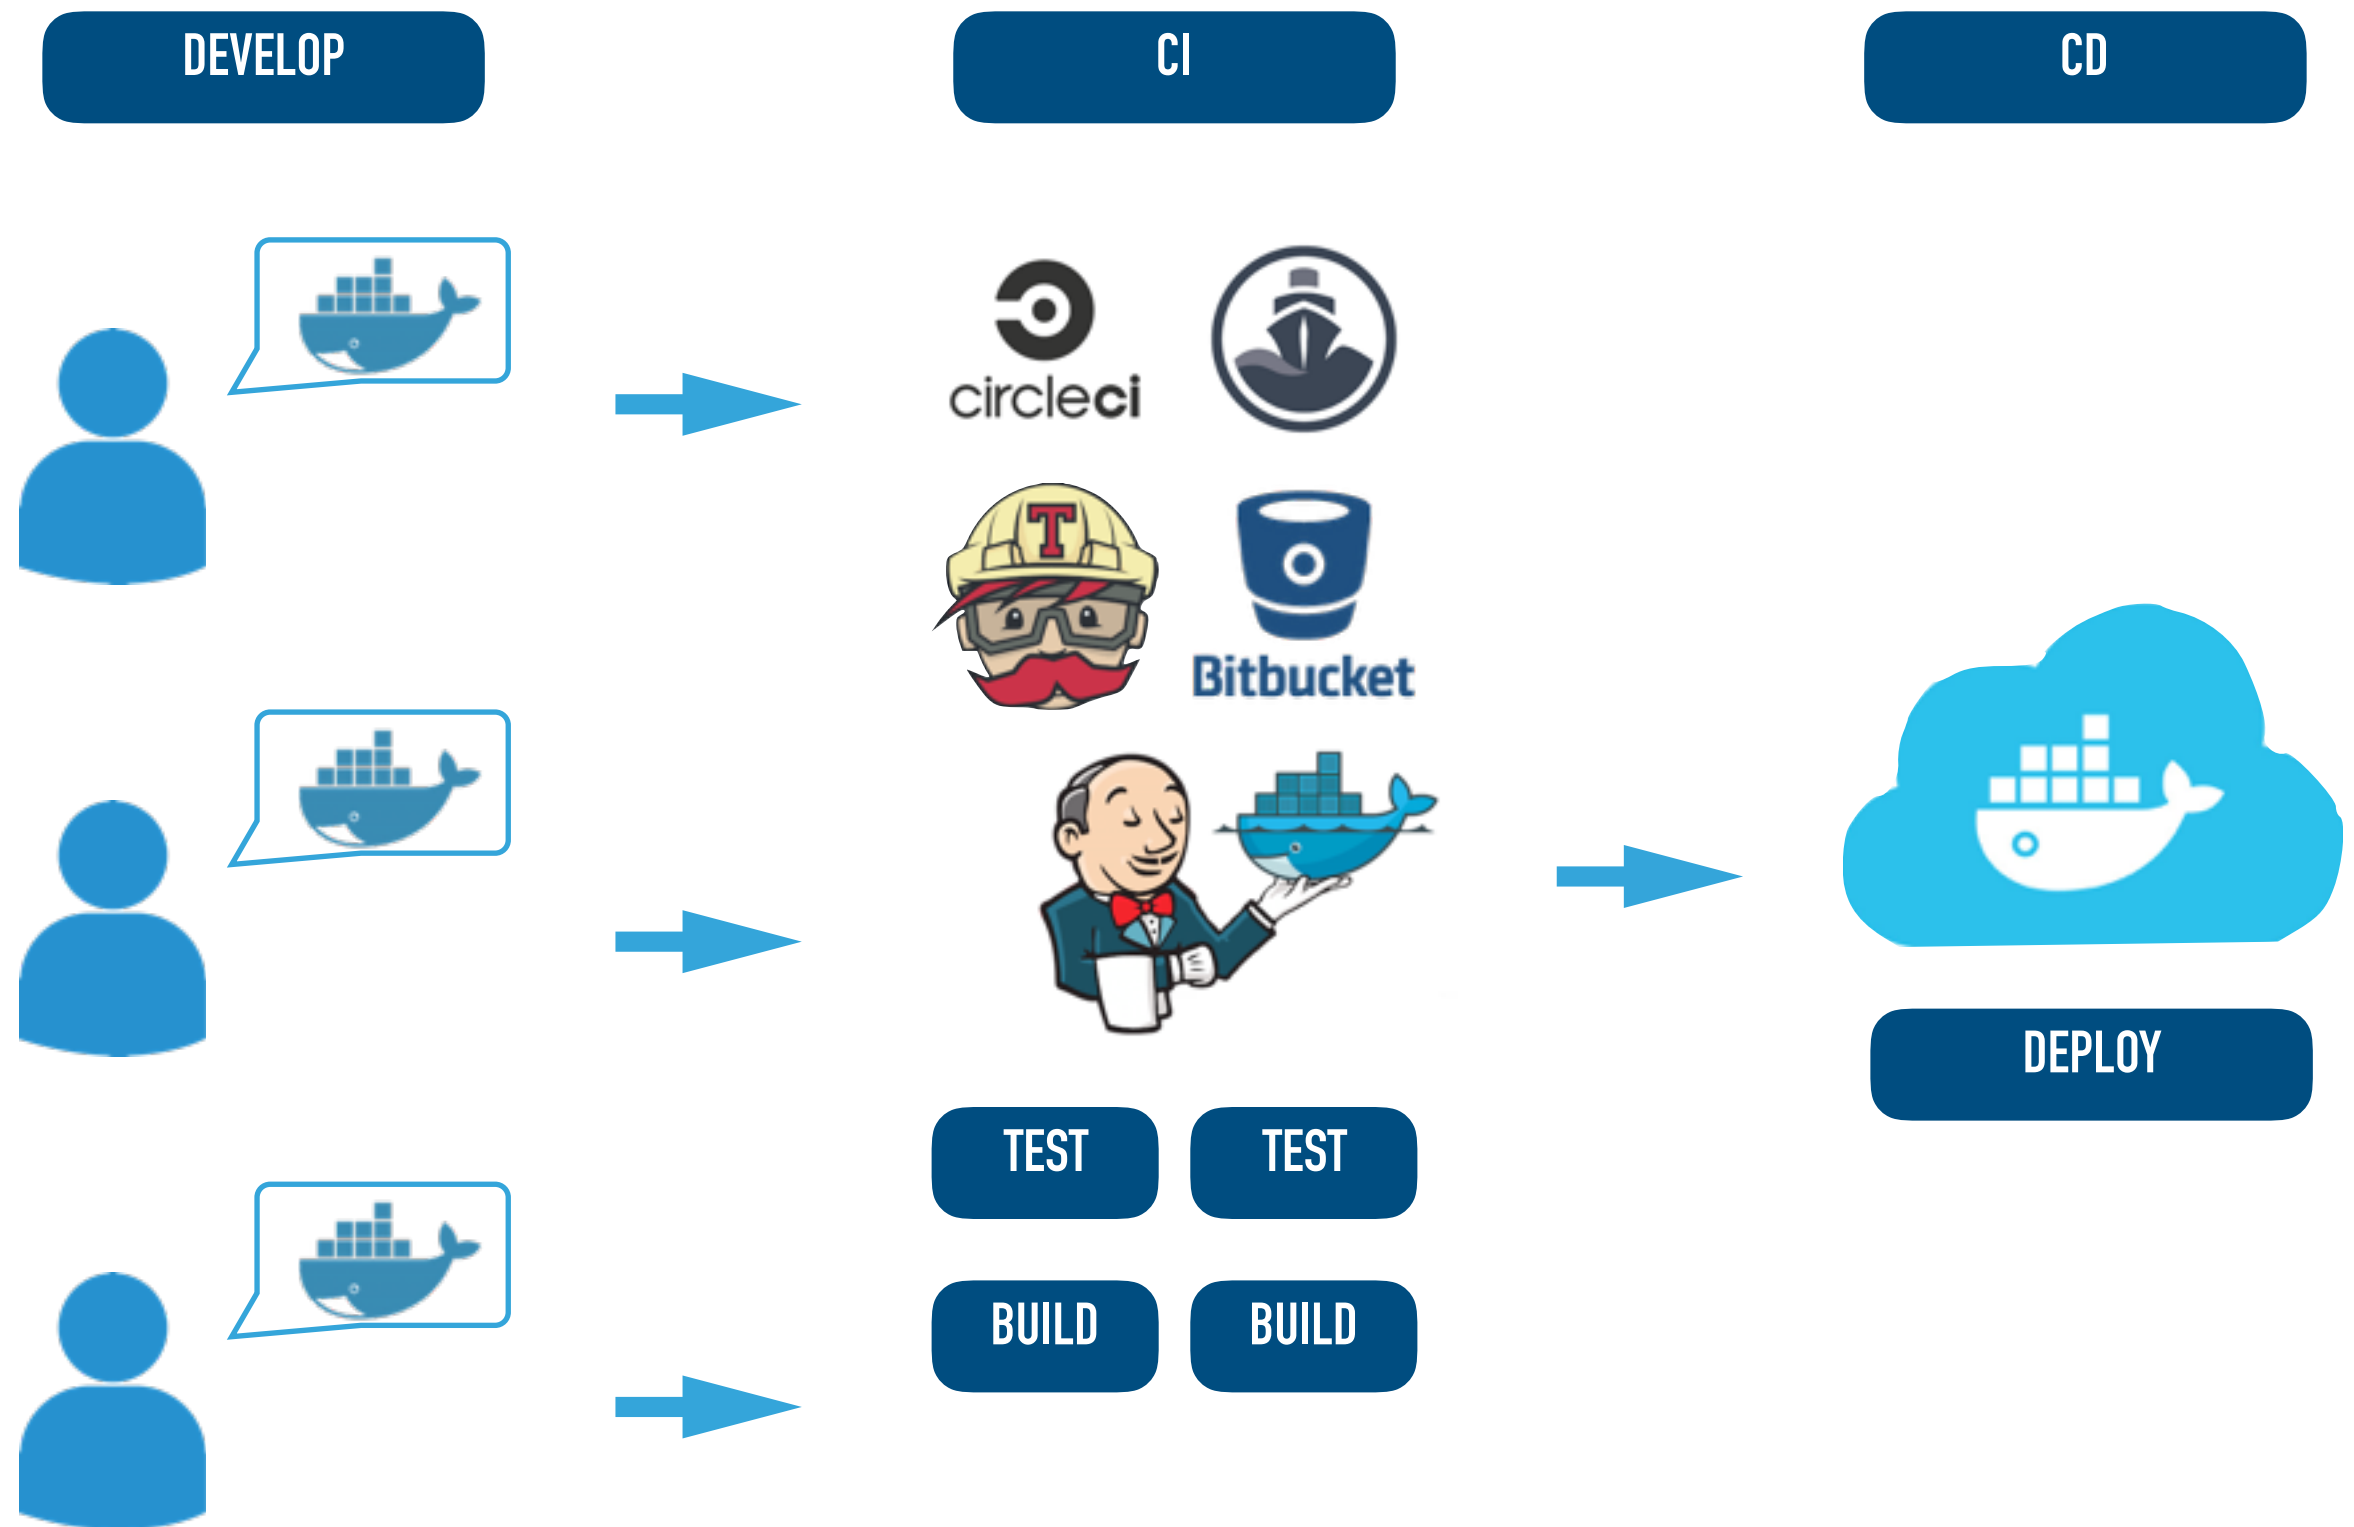 DEVELOP
CI
CD
circleci
T
Bitbucket
DEPLOY
TEST
TEST
BUILD
BUILD